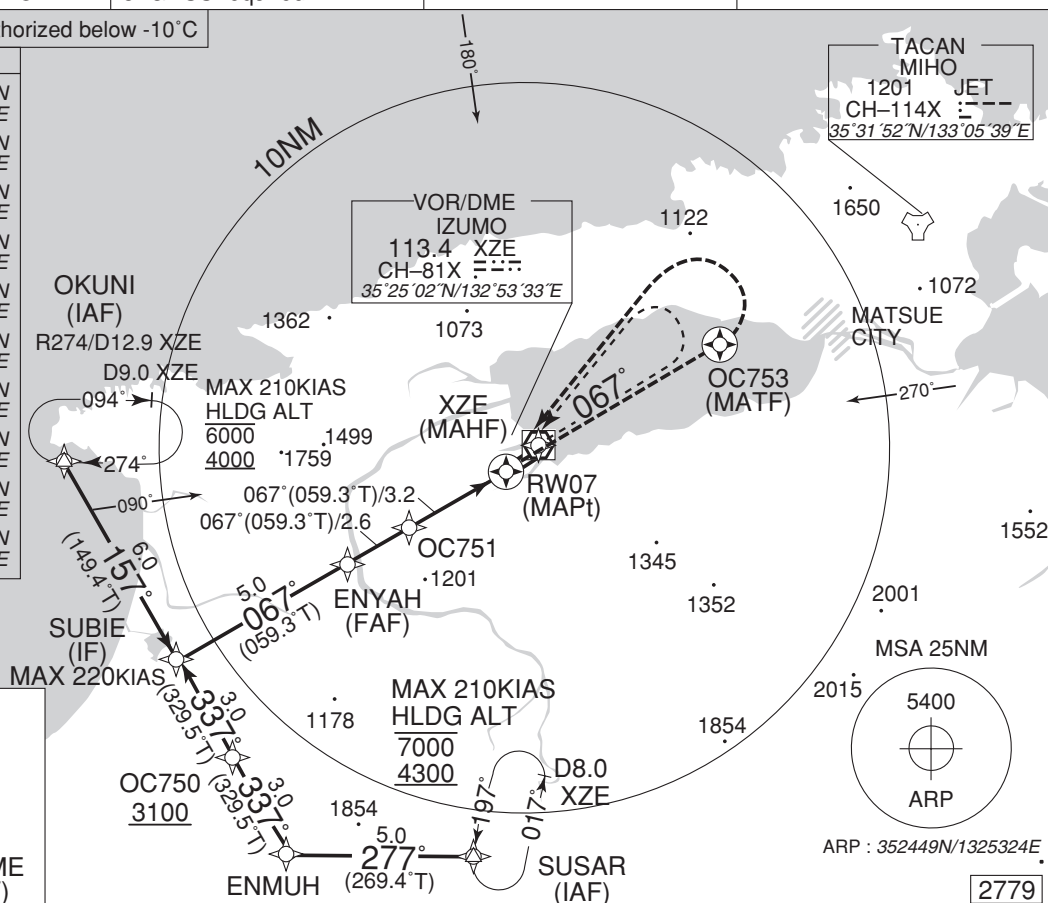 horized below -10˚C
N
E
N
E
N
E
N
E
N
E
N
E
N
E
N
E
N
E
N
E
180˚
10NM
TACAN
MIHO
1201 JET
CH–114X
35˚31´52˝N/133˚05´39˝E
VOR/DME
IZUMO
113.4 XZE
CH–81X
35˚25´02˝N/132˚53´33˝E
1650
1122
1072
OKUNI
(IAF)
R274/D12.9 XZE
D9.0 XZE
094˚
274˚
1362
1073
MATSUE
CITY
MAX 210KIAS
HLDG ALT
6000
4000
1499
1759
XZE
(MAHF)
067˚
OC753
(MATF)
270˚
090˚
067˚(059.3˚T)/3.2
067˚(059.3˚T)/2.6
RW07
(MAPt)
OC751
1552
6.0
157˚
(149.4˚T)
1201
1345
1352
2001
5.0
067˚
(059.3˚T)
ENYAH
(FAF)
SUBIE
(IF)
MAX 220KIAS
MSA 25NM
2015
5400
ARP
ARP : 352449N/1325324E
3.0
337˚
(329.5˚T)
1178
MAX 210KIAS
HLDG ALT
7000
4300
1854
OC750
3100
3.0
337˚
(329.5˚T)
1854
197˚
017˚
D8.0
XZE
5.0
277˚
(269.4˚T)
ENMUH
SUSAR
(IAF)
ME
)
2779